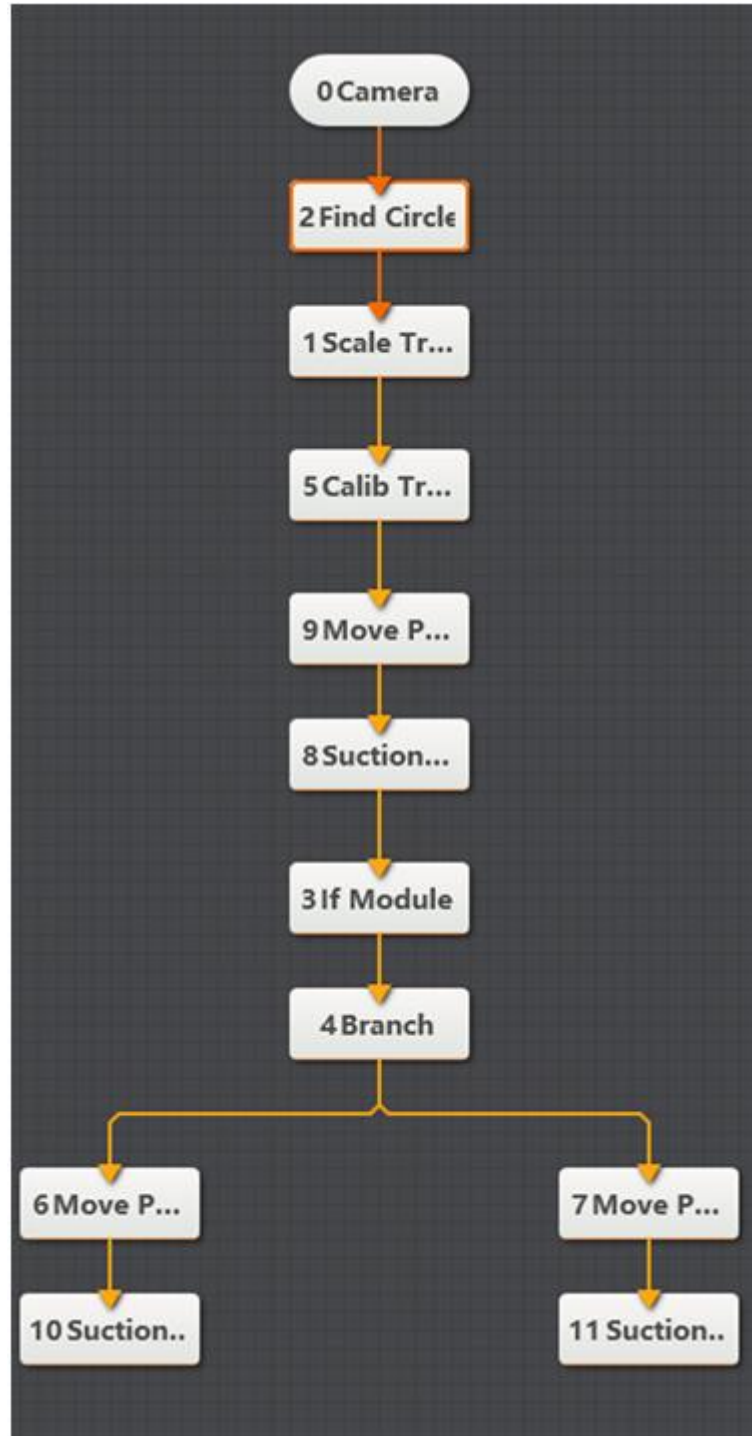 0 Camera
2 Find Circle
1 Scale Tr...
5 Calib Tr...
9 Move P...
8 Suction...
3 If Module
4 Branch
6 Move P...
7 Move P...
10 Suction..
11 Suction..